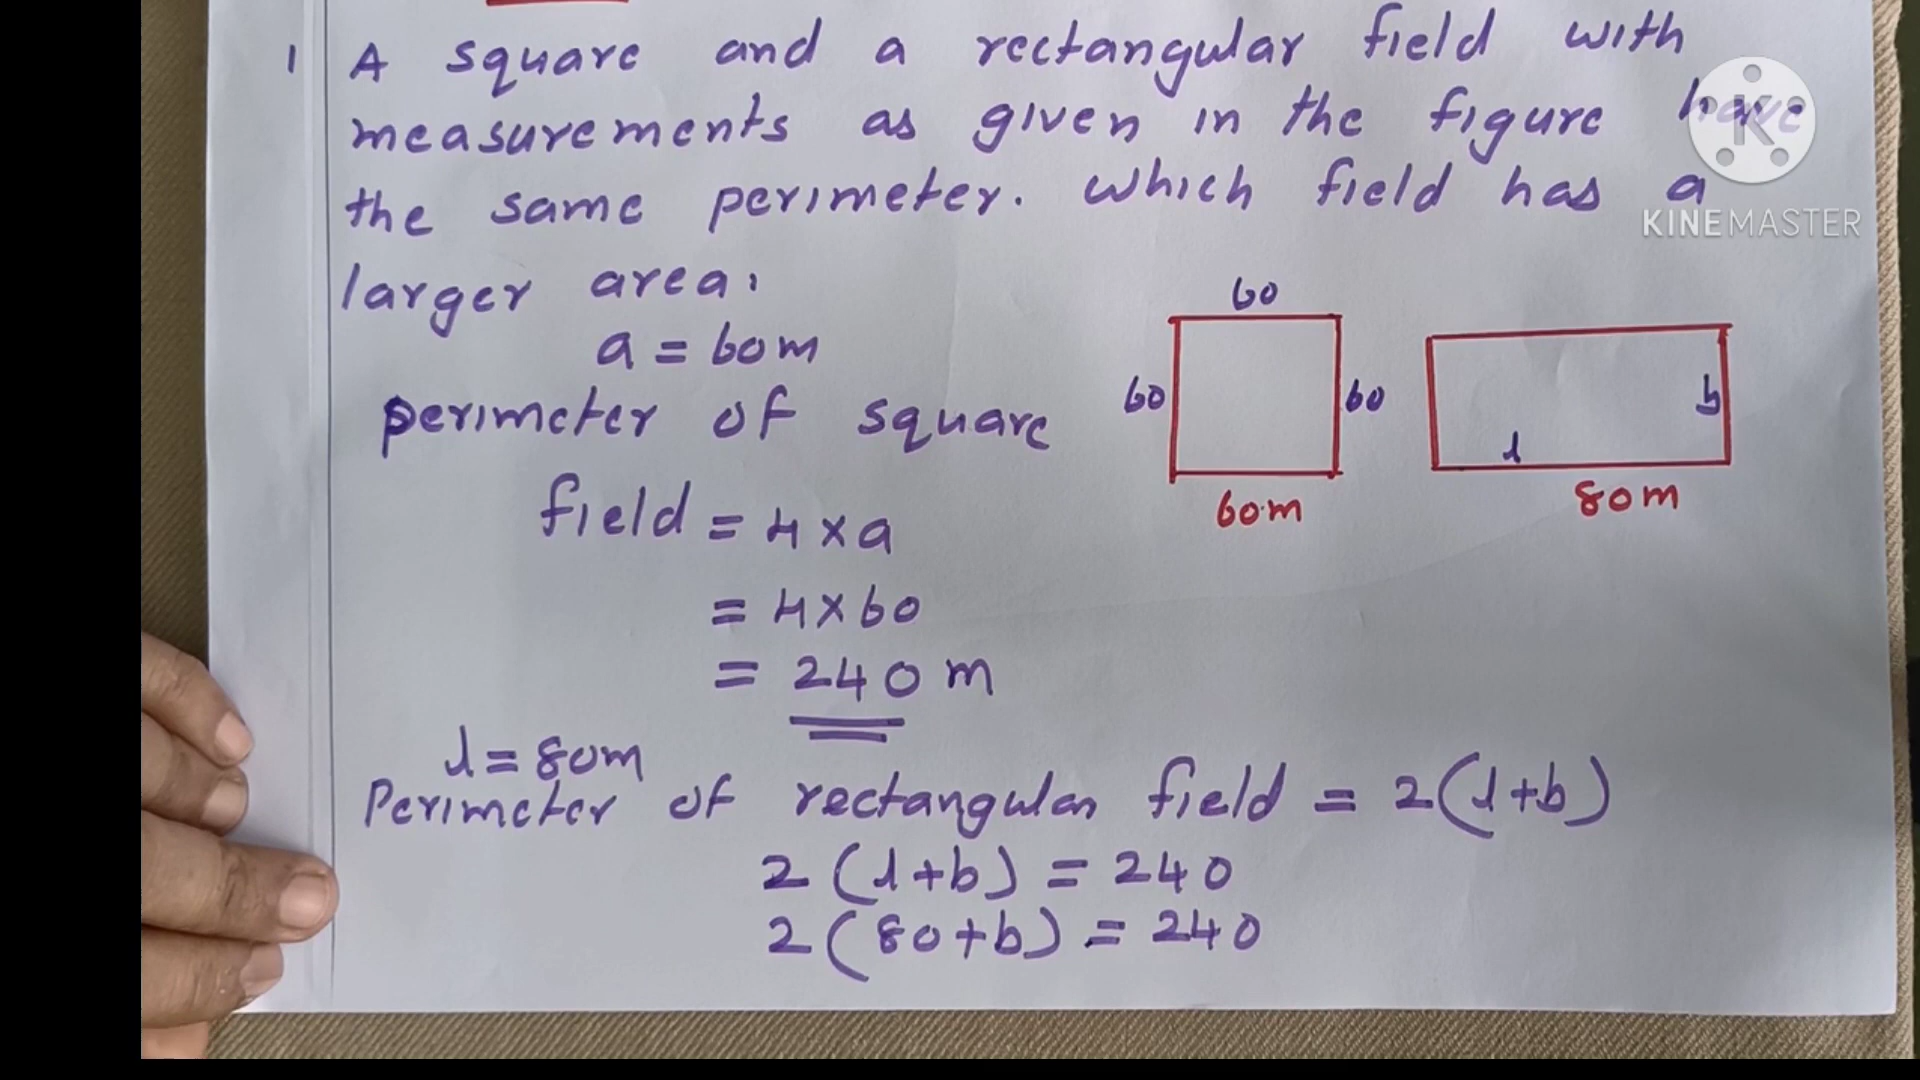 1 A square and a rectangular field with
measurements as given in the figure have
the same perimeter. Which field has a
KINEMASTER
larger area.
a = 60m
60
perimeter of square
60
60
b
l
field = 4 × a
60m
80m
= 4 × 60
= 240 m
l = 80m
Perimeter of rectangular field = 2(l+b)
2(l+b) = 240
2(80+b) = 240